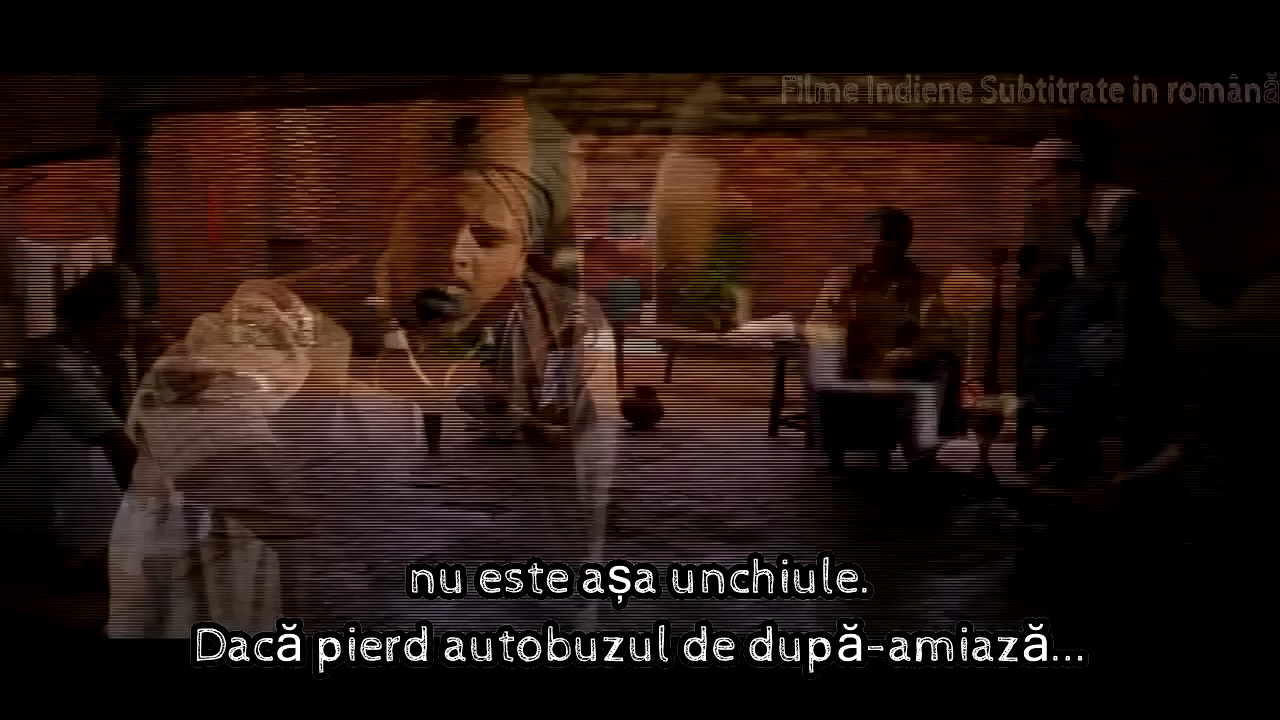 Filme Indiene Subtitrate in română
nu este așa unchiule.
Dacă pierd autobuzul de după-amiază...